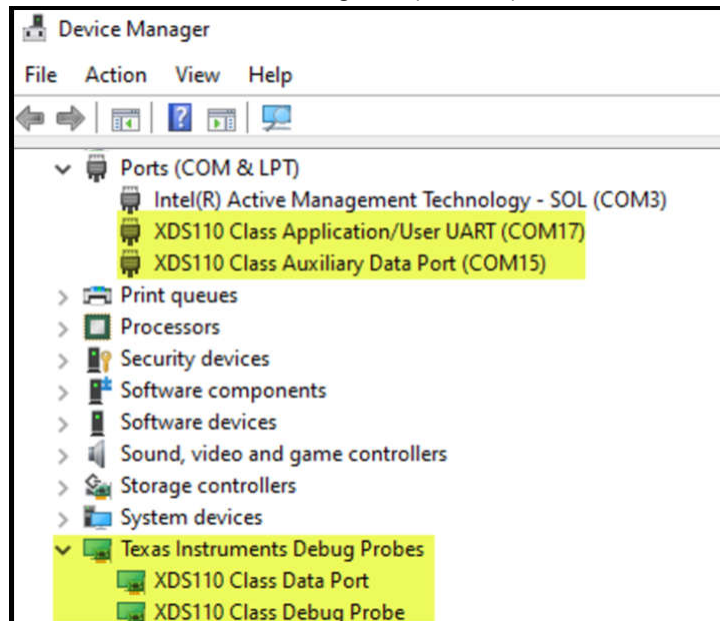 Device Manager
File Action View Help
Ports (COM & LPT)
Intel(R) Active Management Technology - SOL (COM3)
XDS110 Class Application/User UART (COM17)
XDS110 Class Auxiliary Data Port (COM15)
Print queues
Processors
Security devices
Software components
Software devices
Sound, video and game controllers
Storage controllers
System devices
Texas Instruments Debug Probes
XDS110 Class Data Port
XDS110 Class Debug Probe